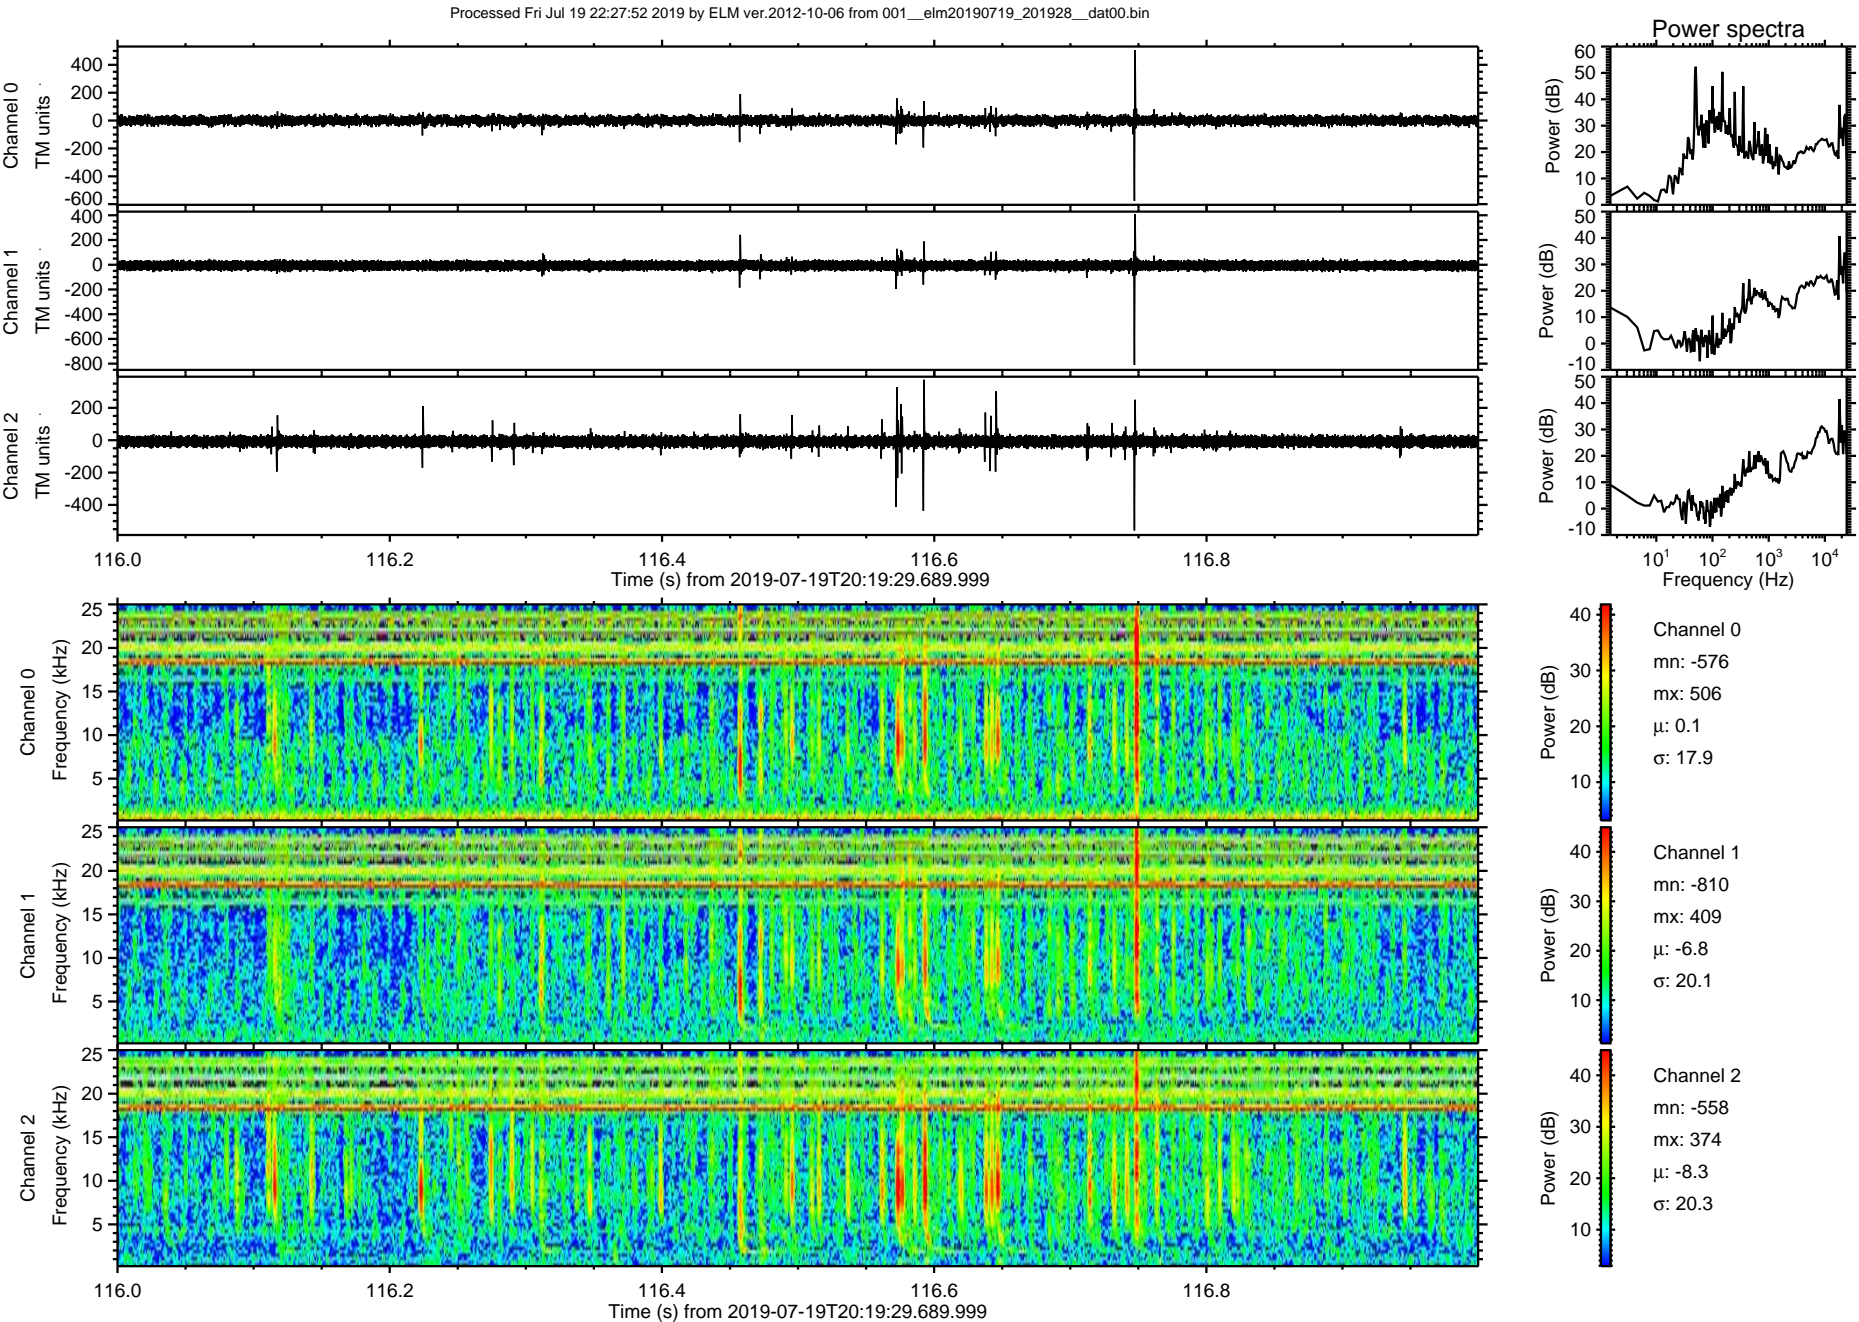 Processed Fri Jul 19 22:27:52 2019 by ELM ver.2012-10-06 from 001__elm20190719_201928__dat00.bin
Power spectra
Channel 0
TM units
400
200
0
-200
-400
-600
Power (dB)
60
50
40
30
20
10
0
Channel 1
TM units
400
200
0
-200
-400
-600
-800
Power (dB)
50
40
30
20
10
0
-10
Channel 2
TM units
200
0
-200
-400
Power (dB)
50
40
30
20
10
0
-10
116.0
116.2
116.4
116.6
116.8
Time (s) from 2019-07-19T20:19:29.689.999
10¹
10²
10³
10⁴
Frequency (Hz)
Channel 0
Frequency (kHz)
25
20
15
10
5
Power (dB)
40
30
20
10
Channel 0
mn: -576
mx: 506
μ: 0.1
σ: 17.9
Channel 1
Frequency (kHz)
25
20
15
10
5
Power (dB)
40
30
20
10
Channel 1
mn: -810
mx: 409
μ: -6.8
σ: 20.1
Channel 2
Frequency (kHz)
25
20
15
10
5
Power (dB)
40
30
20
10
Channel 2
mn: -558
mx: 374
μ: -8.3
σ: 20.3
116.0
116.2
116.4
116.6
116.8
Time (s) from 2019-07-19T20:19:29.689.999